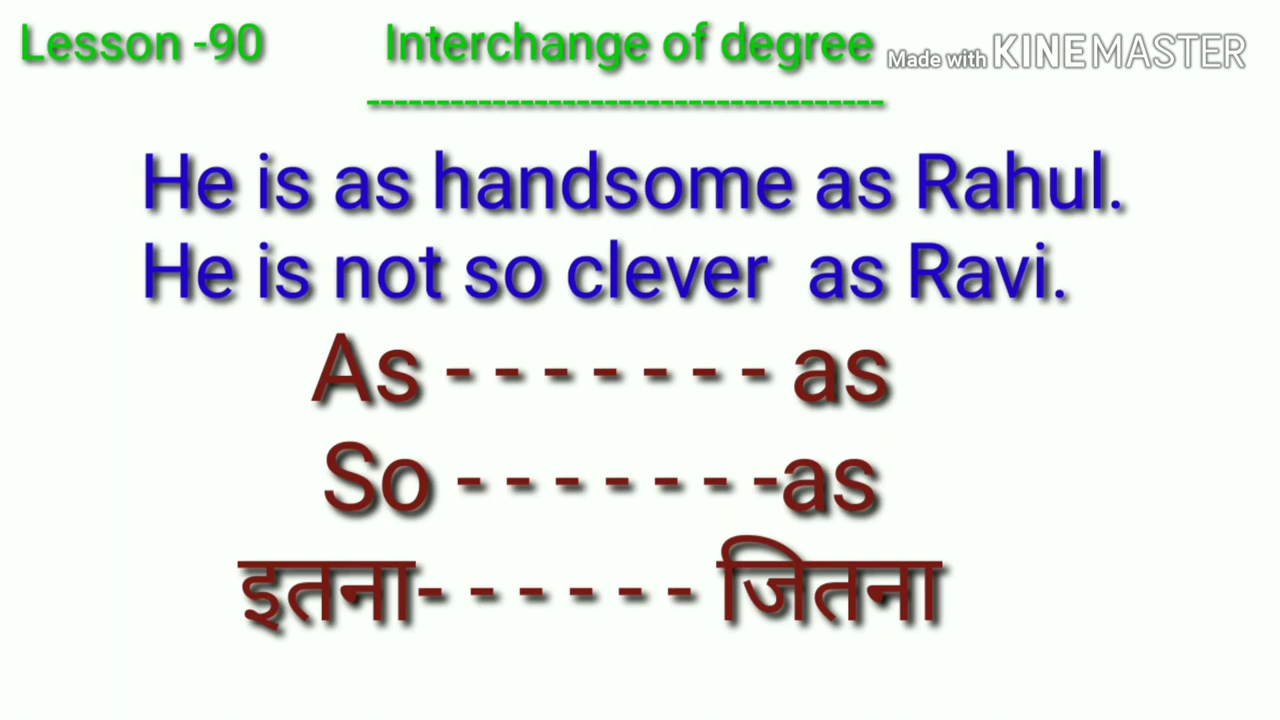 Lesson -90 Interchange of degree Made with KINEMASTER
-------------------------------------
He is as handsome as Rahul.
He is not so clever as Ravi.
As - - - - - - - as
So - - - - - - -as
इतना- - - - - - जितना